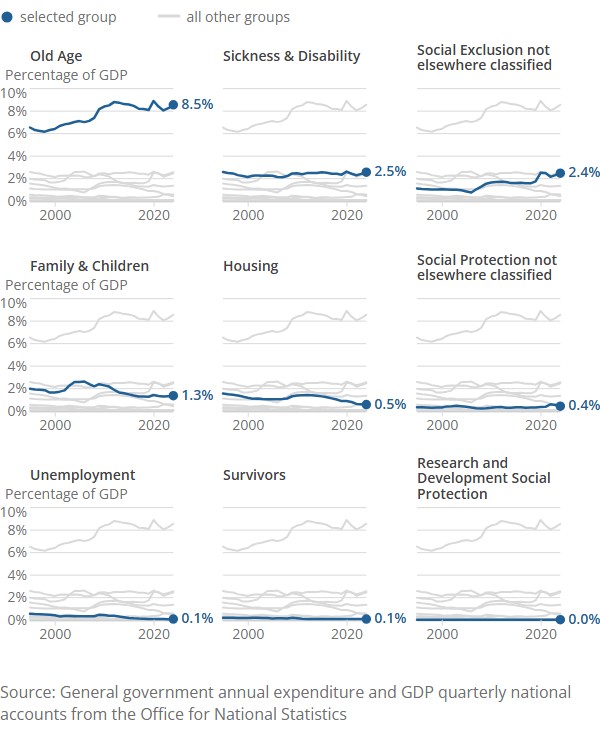 selected group
all other groups
Old Age
Percentage of GDP
Sickness & Disability
Social Exclusion not
elsewhere classified
10%
8%
6%
4%
2%
0%
8.5%
2.5%
2.4%
2000
2020
2000
2020
2000
2020
Family & Children
Percentage of GDP
Housing
Social Protection not
elsewhere classified
10%
8%
6%
4%
2%
0%
1.3%
0.5%
0.4%
2000
2020
2000
2020
2000
2020
Unemployment
Percentage of GDP
Survivors
Research and
Development Social
Protection
10%
8%
6%
4%
2%
0%
0.1%
0.1%
0.0%
2000
2020
2000
2020
2000
2020
Source: General government annual expenditure and GDP quarterly national
accounts from the Office for National Statistics